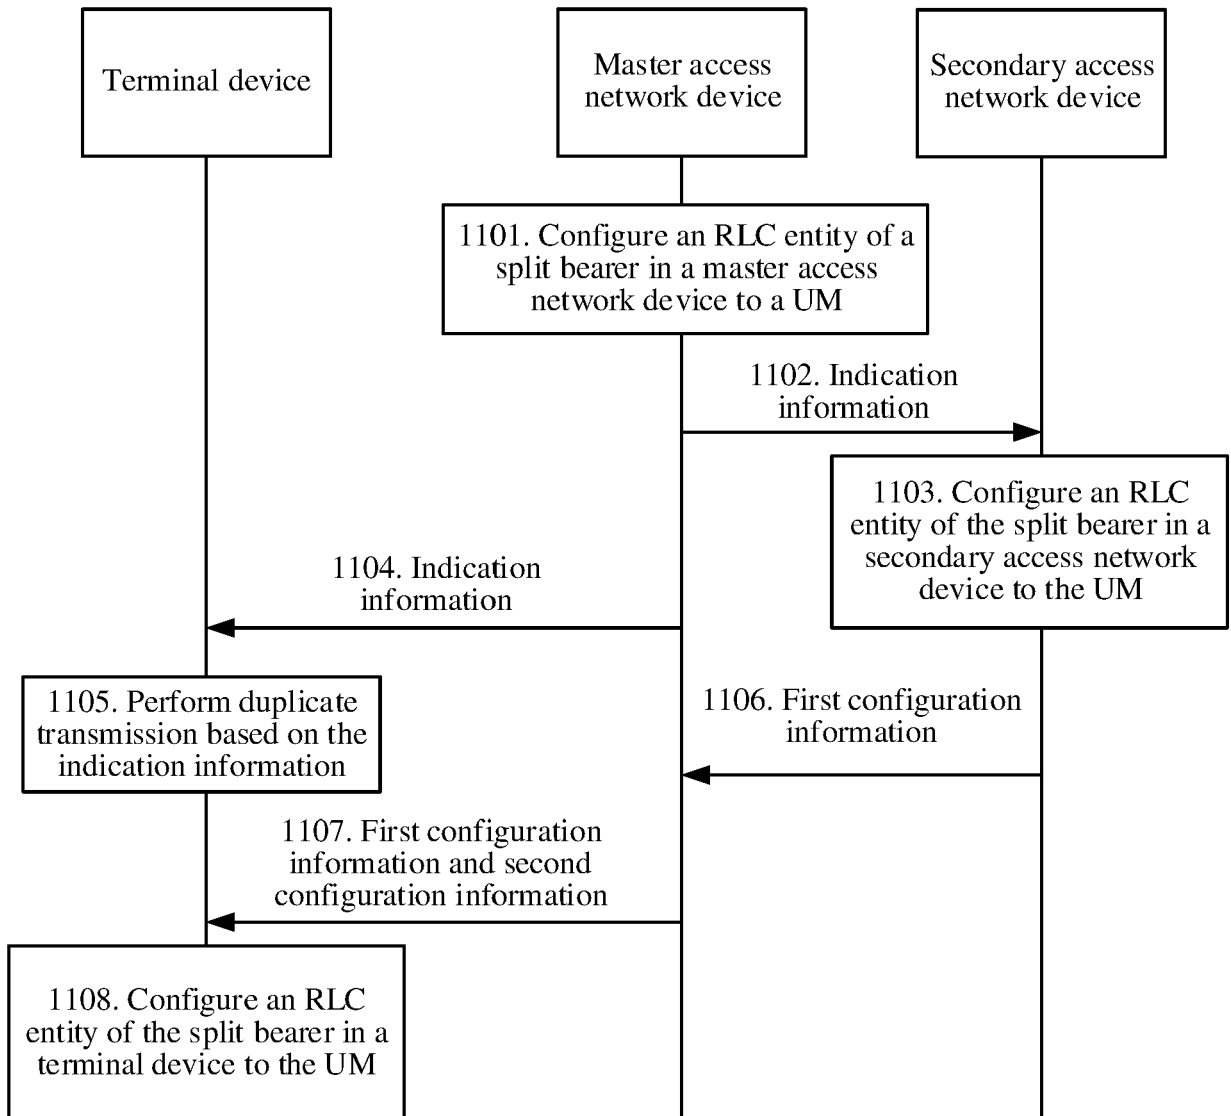 Terminal device
Master access
network device
Secondary access
network device
1101. Configure an RLC entity of a
split bearer in a master access
network device to a UM
1102. Indication
information
1103. Configure an RLC
entity of the split bearer in a
secondary access network
device to the UM
1104. Indication
information
1105. Perform duplicate
transmission based on the
indication information
1106. First configuration
information
1107. First configuration
information and second
configuration information
1108. Configure an RLC
entity of the split bearer in a
terminal device to the UM